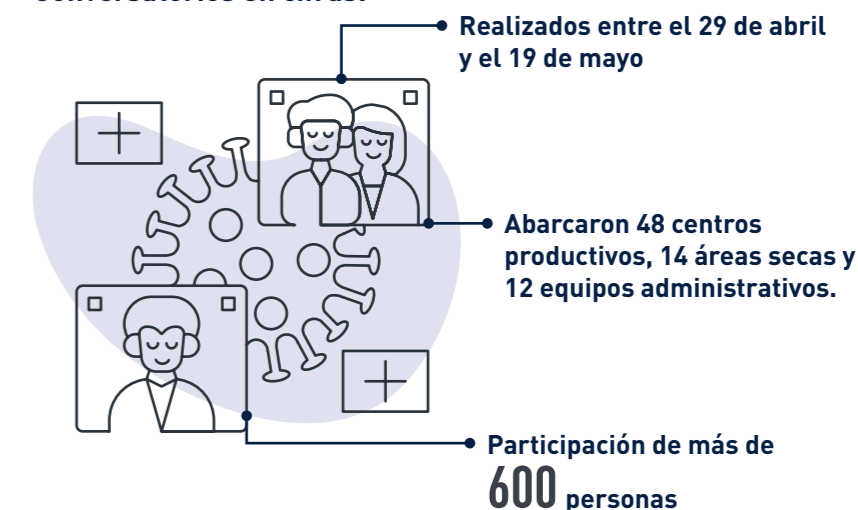 Realizados entre el 29 de abril
y el 19 de mayo
Abarcaron 48 centros
productivos, 14 áreas secas y
12 equipos administrativos.
Participación de más de
600 personas